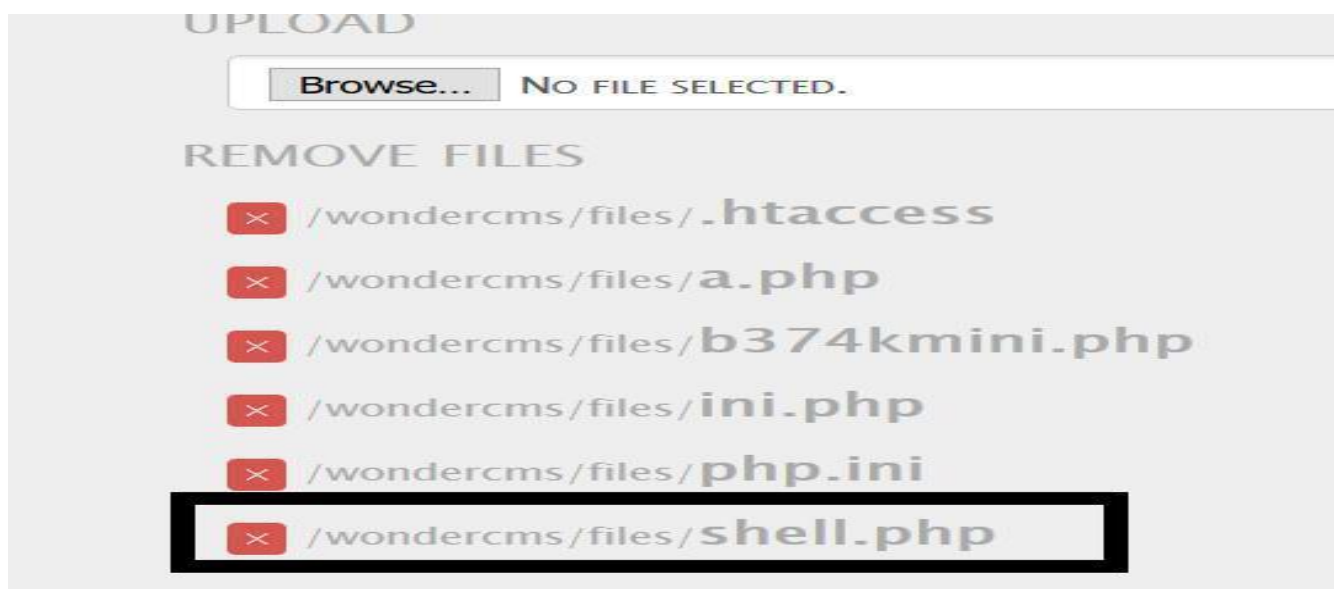 UPLOAD
Browse... No file selected.
REMOVE FILES
× /wondercms/files/.htaccess
× /wondercms/files/a.php
× /wondercms/files/b374kmini.php
× /wondercms/files/ini.php
× /wondercms/files/php.ini
× /wondercms/files/shell.php